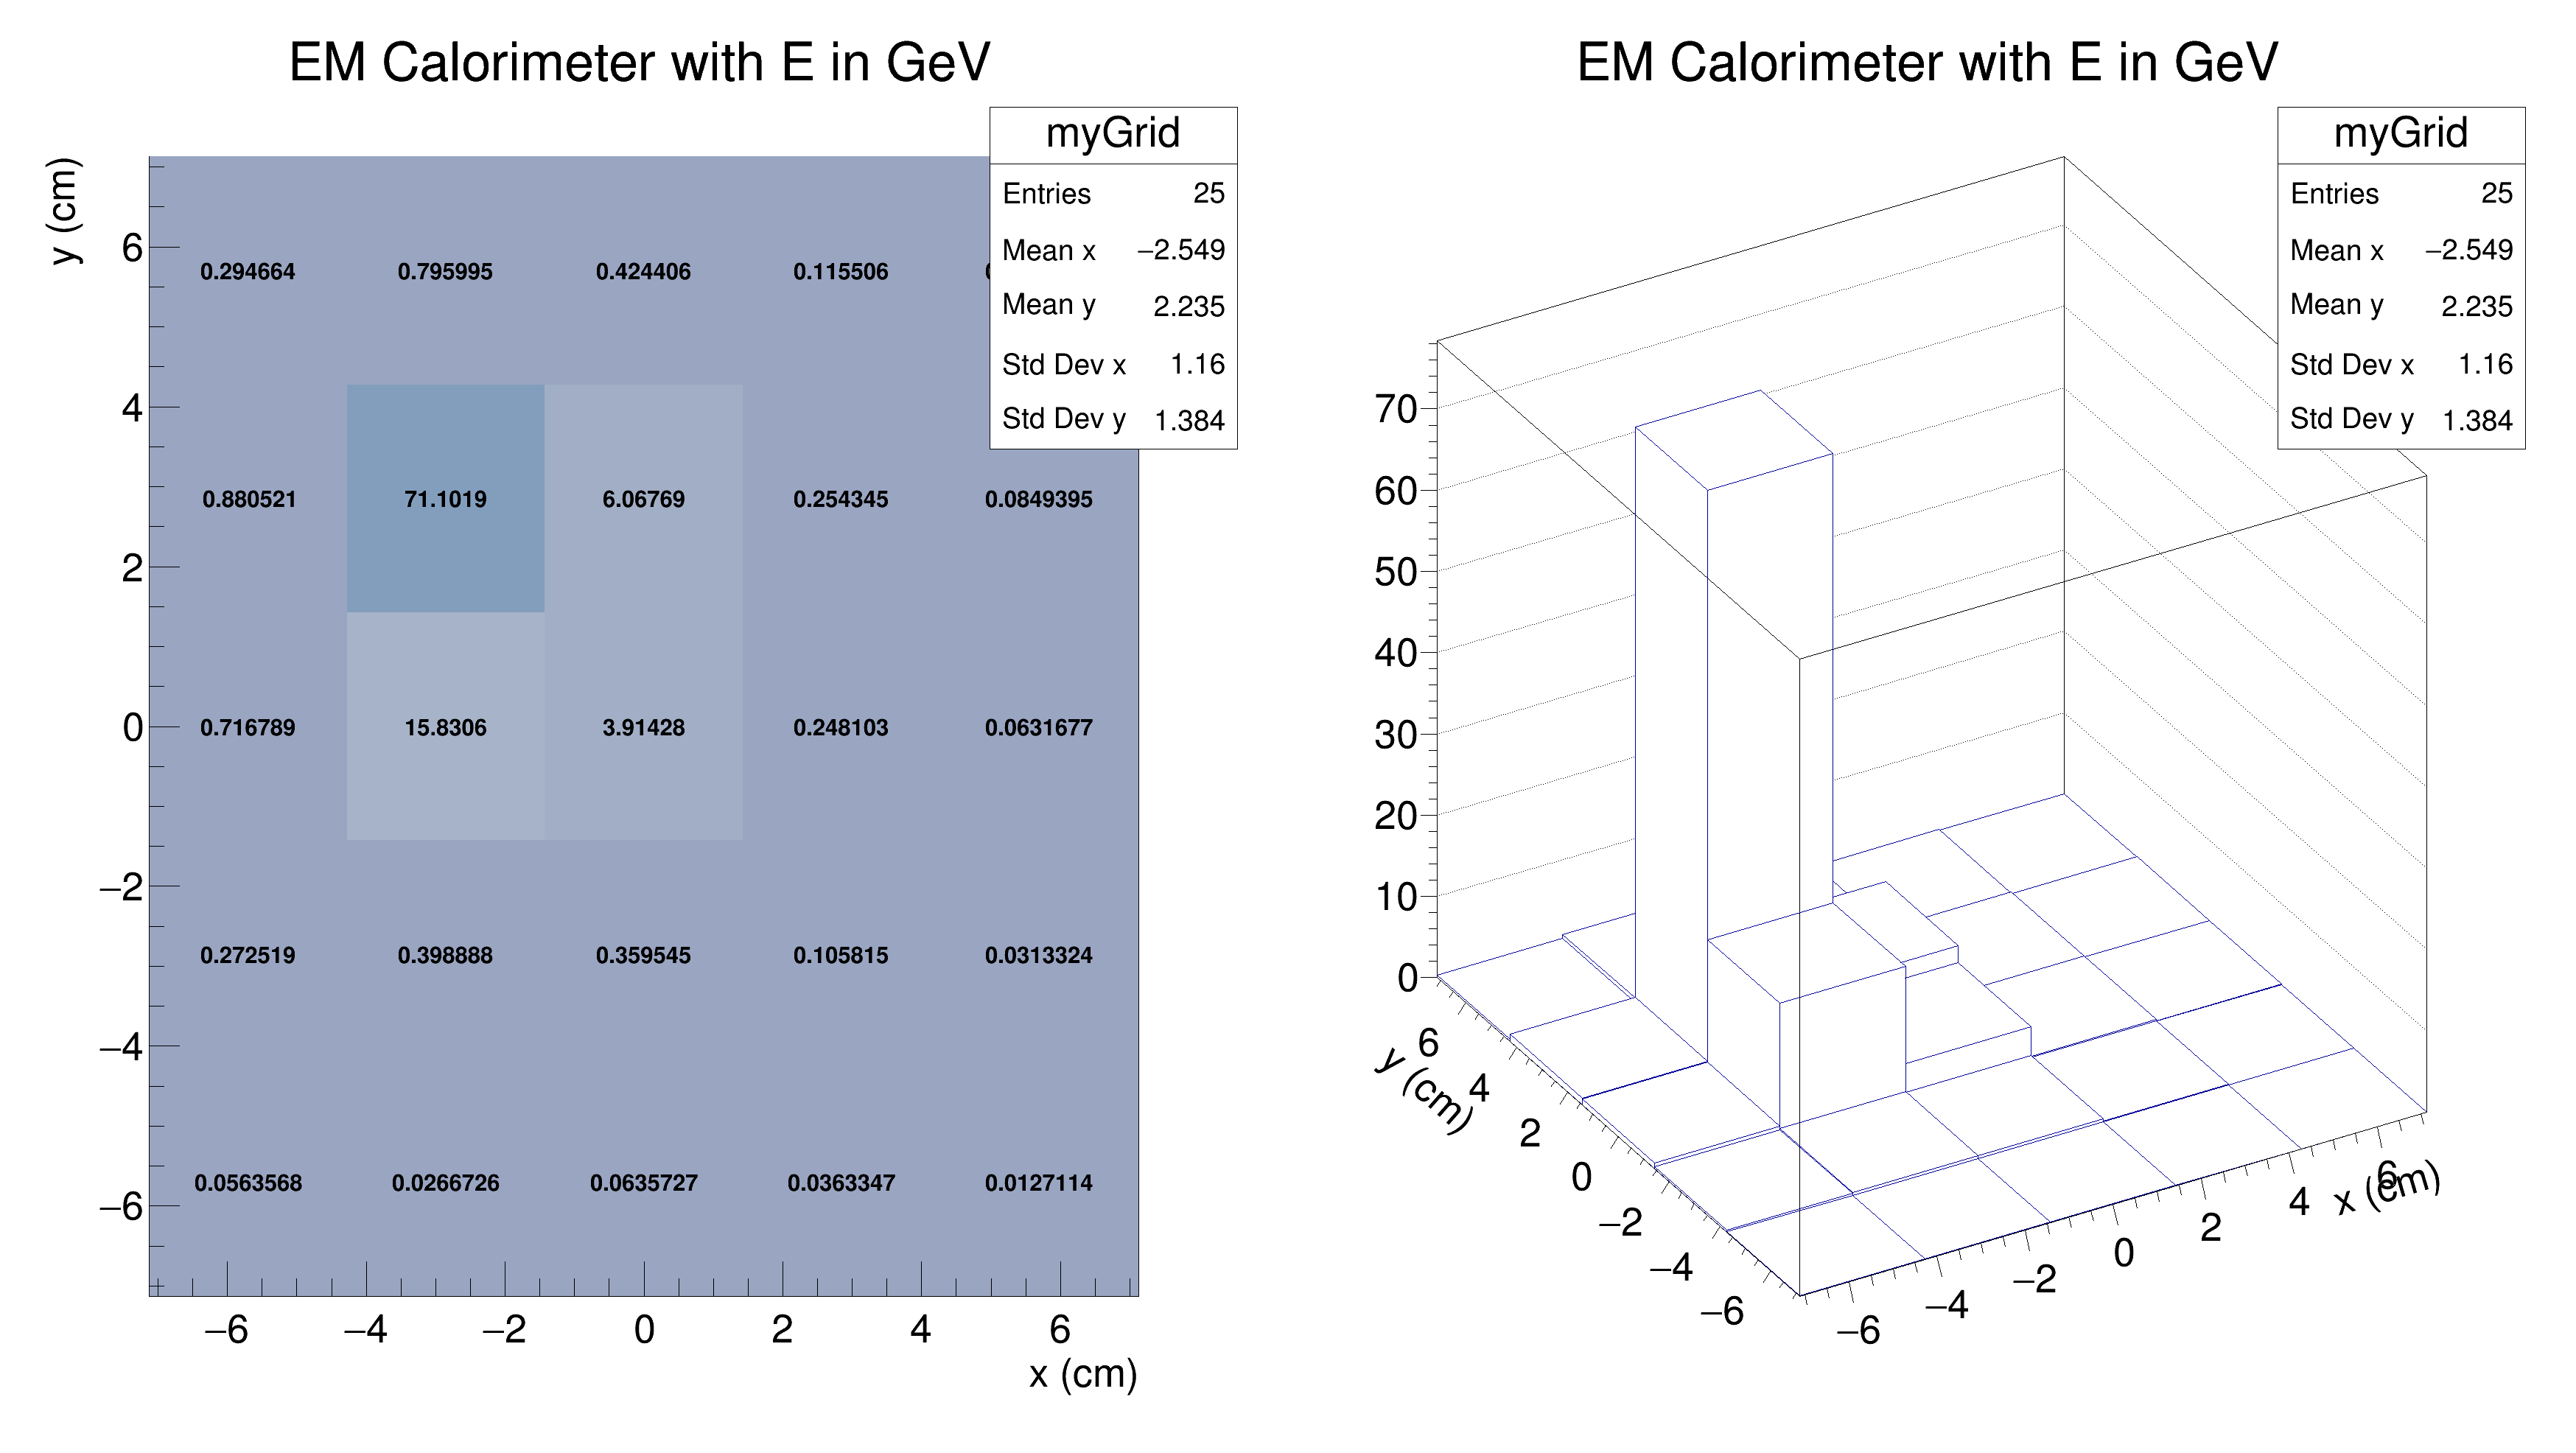 EM Calorimeter with E in GeV
myGrid
Entries 25
Mean x −2.549
Mean y 2.235
Std Dev x 1.16
Std Dev y 1.384
y (cm)
6
0.294664 0.795995 0.424406 0.115506
4
0.880521 71.1019 6.06769 0.254345 0.0849395
2
0 0.716789 15.8306 3.91428 0.248103 0.0631677
−2
0.272519 0.398888 0.359545 0.105815 0.0313324
−4
0.0563568 0.0266726 0.0635727 0.0363347 0.0127114
−6
−6 −4 −2 0 2 4 6
x (cm)
EM Calorimeter with E in GeV
myGrid
Entries 25
Mean x −2.549
Mean y 2.235
Std Dev x 1.16
Std Dev y 1.384
70
60
50
40
30
20
10
0
y (cm)
6
4
2
0
−2
−4
−6
−6
−4
−2
0
2
4
6
x (cm)